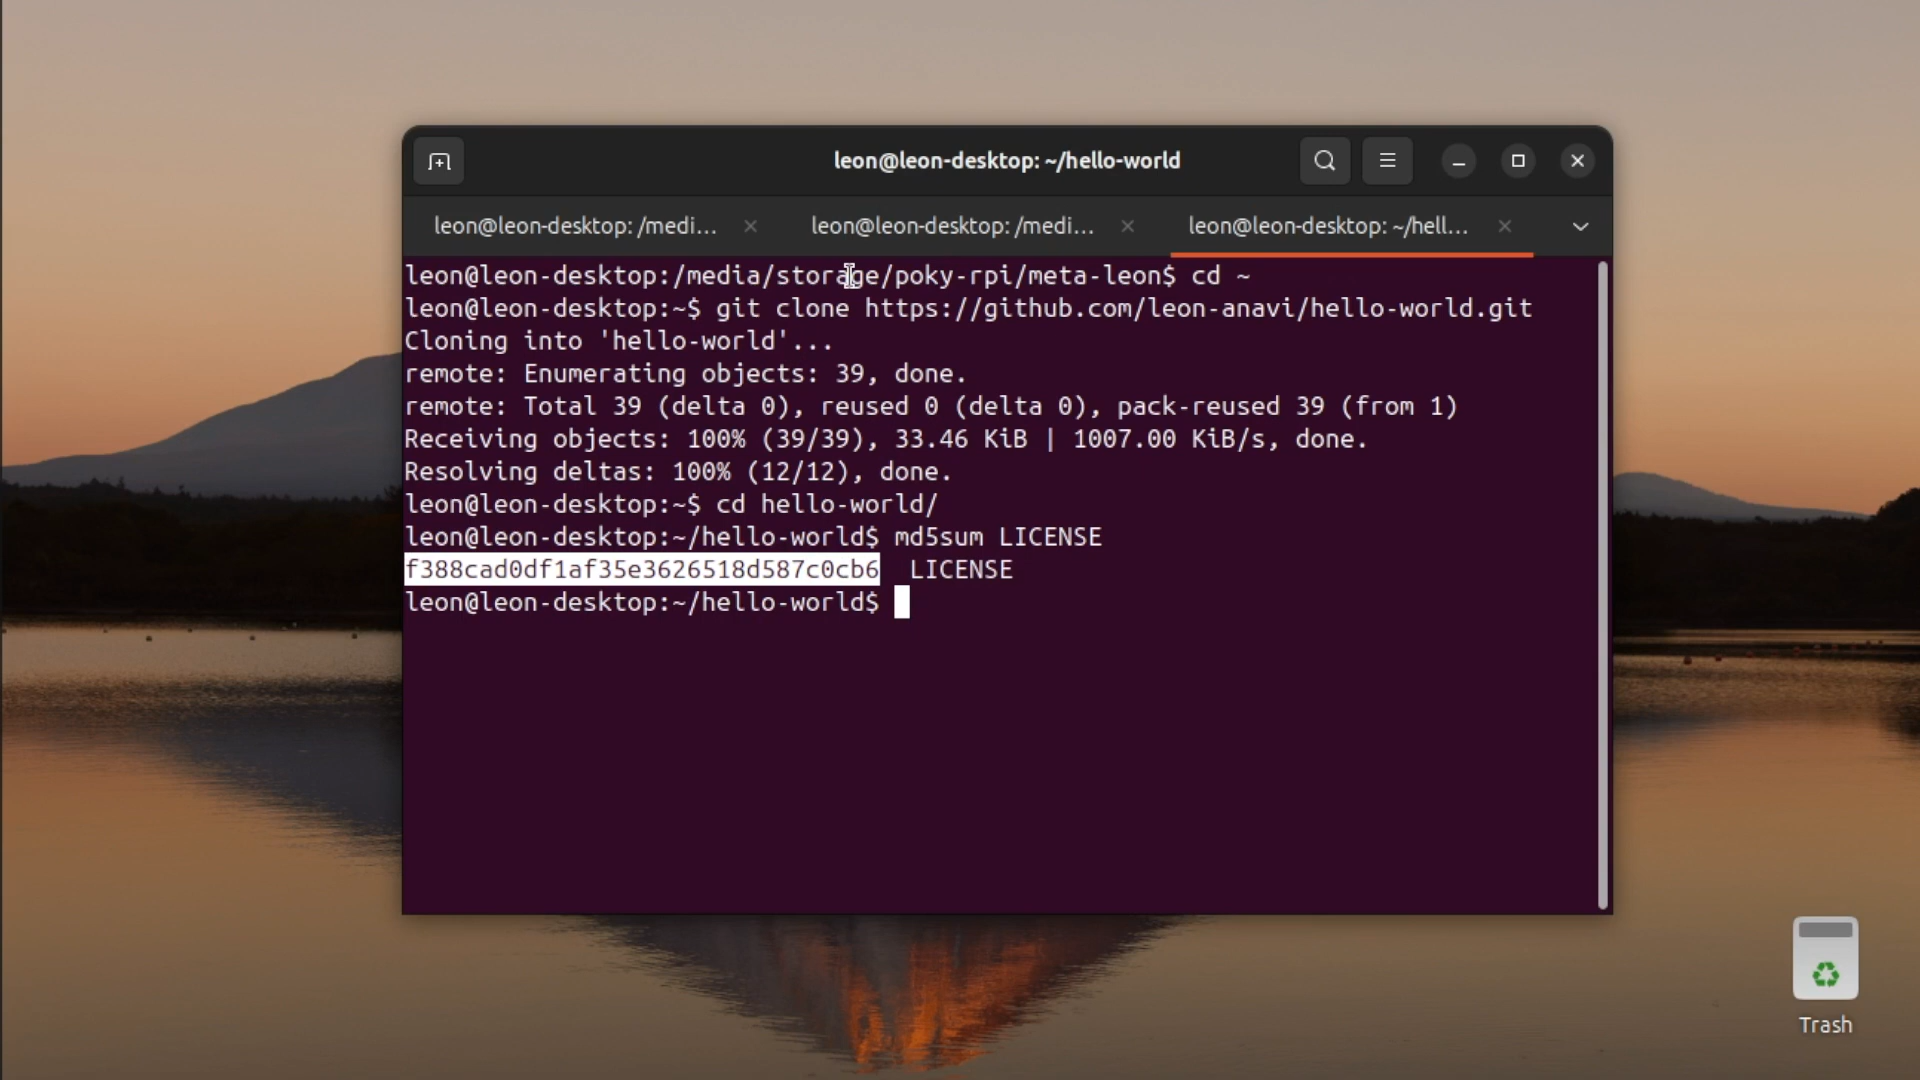 leon@leon-desktop: ~/hello-world
leon@leon-desktop: /medi... leon@leon-desktop: /medi... leon@leon-desktop: ~/hell...
leon@leon-desktop:/media/storage/poky-rpi/meta-leon$ cd ~
leon@leon-desktop:~$ git clone https://github.com/leon-anavi/hello-world.git
Cloning into 'hello-world'...
remote: Enumerating objects: 39, done.
remote: Total 39 (delta 0), reused 0 (delta 0), pack-reused 39 (from 1)
Receiving objects: 100% (39/39), 33.46 KiB | 1007.00 KiB/s, done.
Resolving deltas: 100% (12/12), done.
leon@leon-desktop:~$ cd hello-world/
leon@leon-desktop:~/hello-world$ md5sum LICENSE
f388cad0df1af35e3626518d587c0cb6  LICENSE
leon@leon-desktop:~/hello-world$
Trash